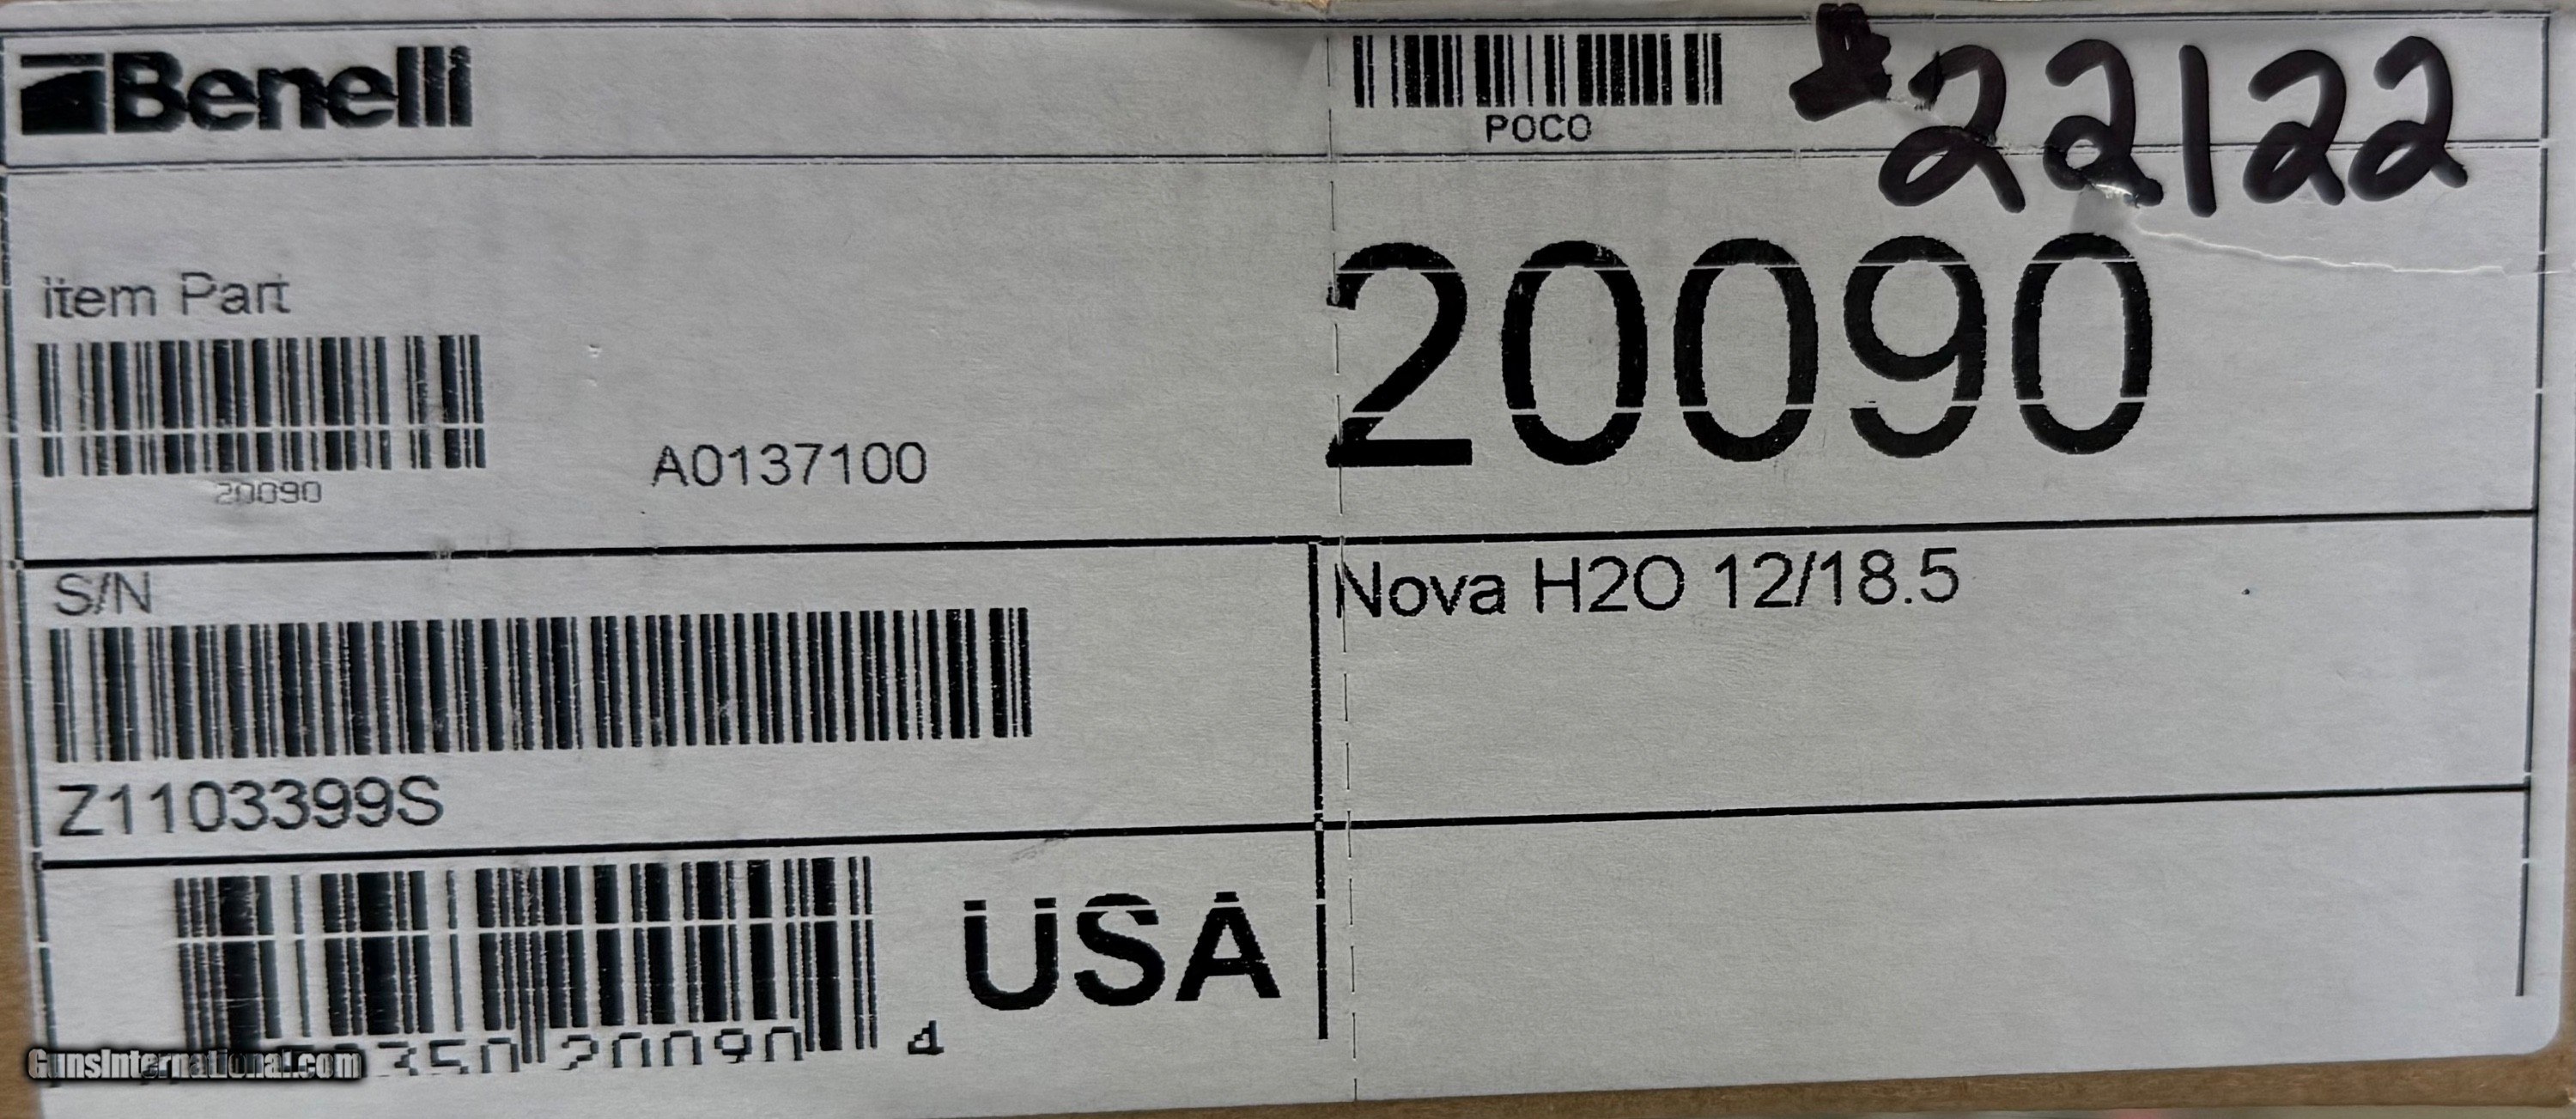 Benelli
POCO
#22122
item Part
20090
20090
A0137100
S/N
Nova H2O 12/18.5
Z1103399S
USA
350 20090 4
GunsInternational.com